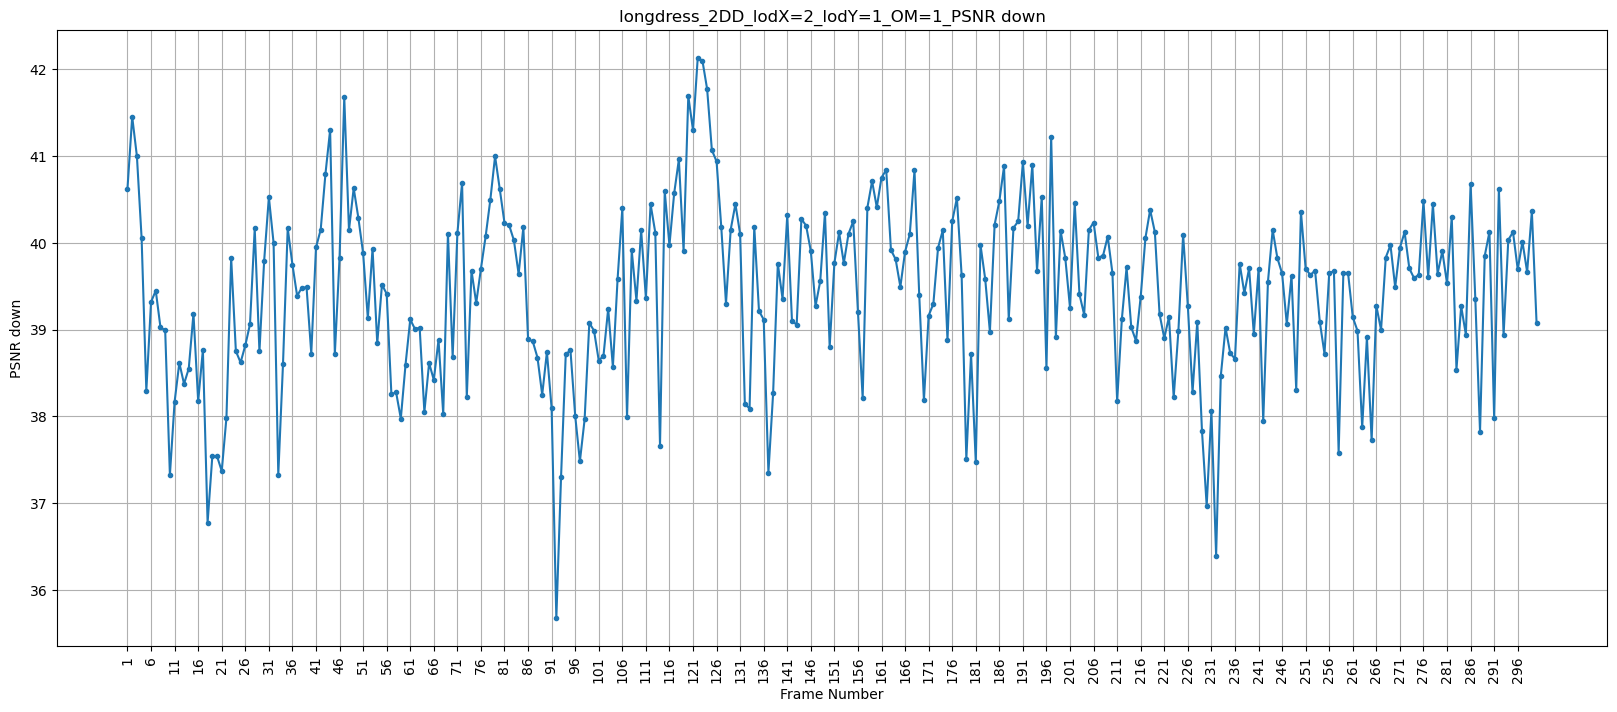 longdress_2DD_lodX=2_lodY=1_OM=1_PSNR down
42
41
40
39
38
37
36
PSNR down
1 6 11 16 21 26 31 36 41 46 51 56 61 66 71 76 81 86 91 96 101 106 111 116 121 126 131 136 141 146 151 156 161 166 171 176 181 186 191 196 201 206 211 216 221 226 231 236 241 246 251 256 261 266 271 276 281 286 291 296
Frame Number